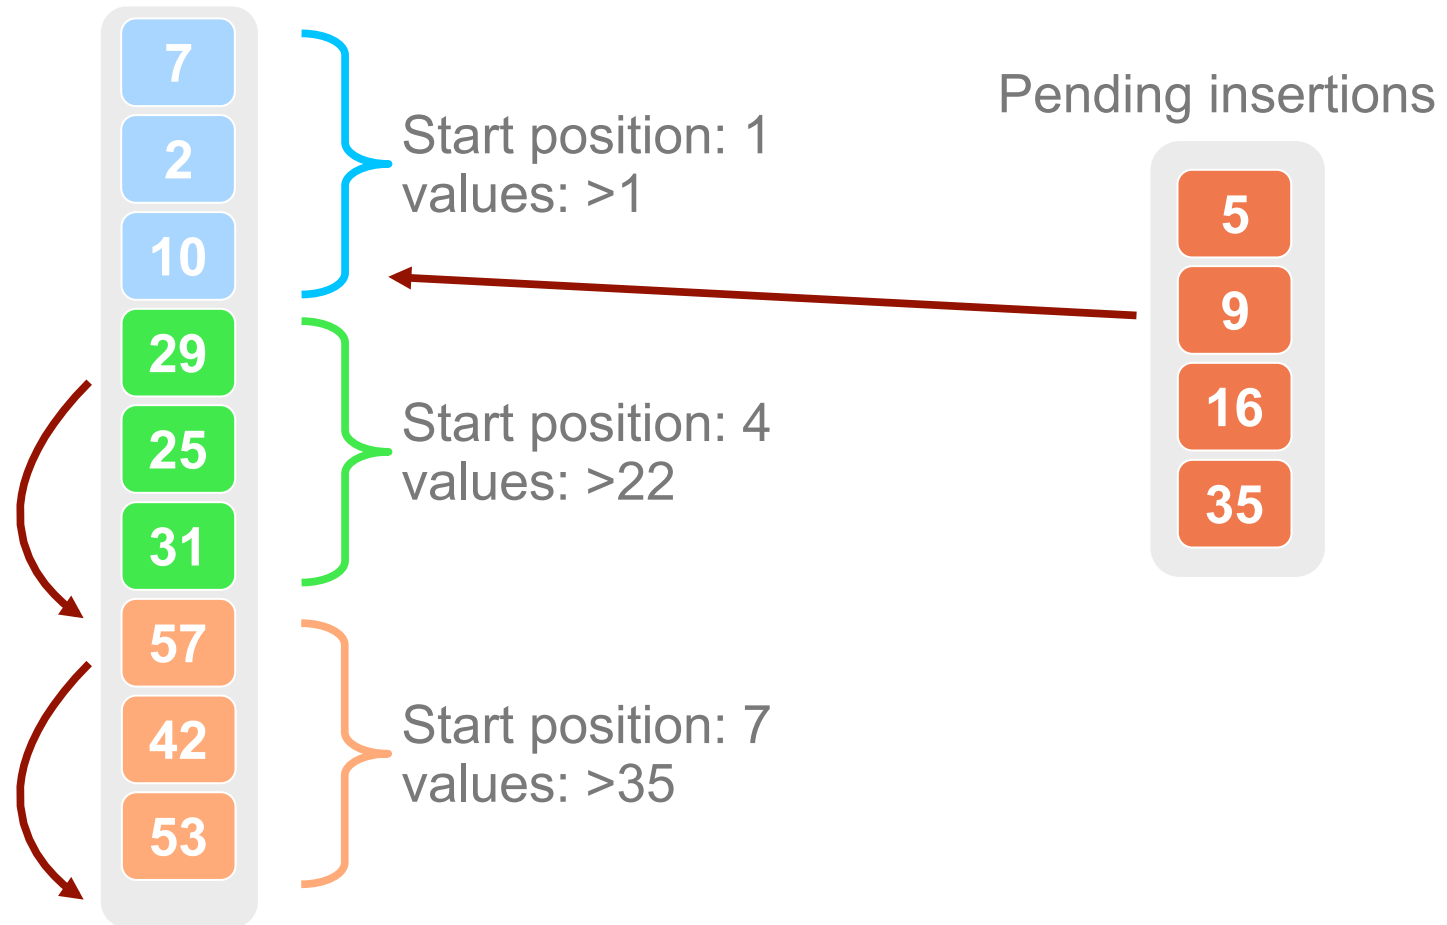 7
2
10
29
25
31
57
42
53
Start position: 1
values: >1
Start position: 4
values: >22
Start position: 7
values: >35
Pending insertions
5
9
16
35